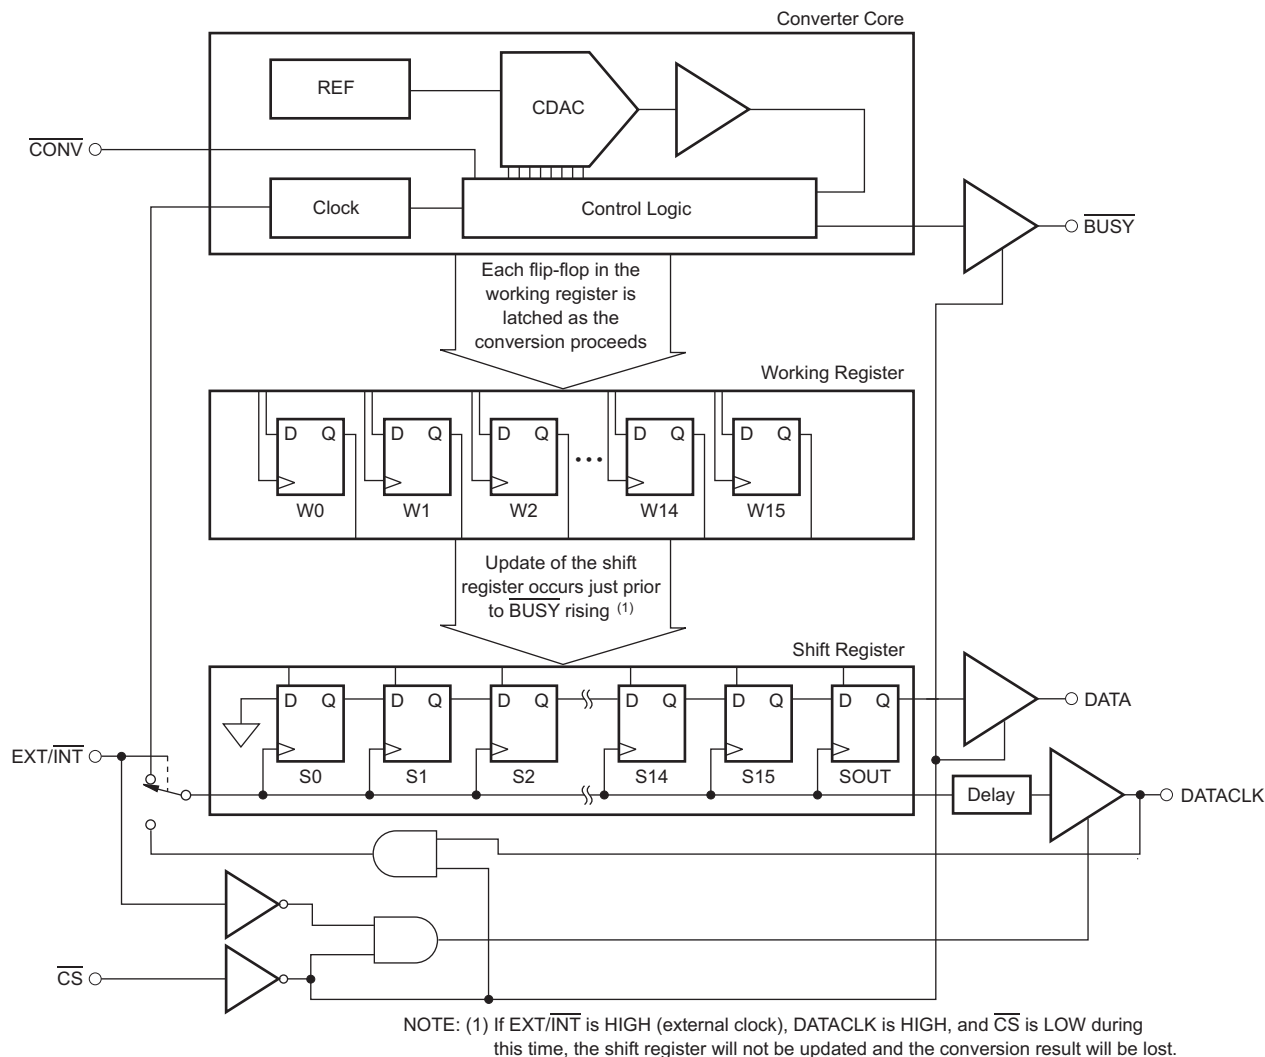 Converter Core
REF
CDAC
CONV
Clock
Control Logic
BUSY
Each flip-flop in the
working register is
latched as the
conversion proceeds
Working Register
D Q D Q D Q ••• D Q D Q
W0 W1 W2 W14 W15
Update of the shift
register occurs just prior
to BUSY rising (1)
Shift Register
D Q D Q D Q D Q D Q D Q
DATA
EXT/INT
S0 S1 S2 S14 S15 SOUT
Delay
DATACLK
CS
NOTE: (1) If EXT/INT is HIGH (external clock), DATACLK is HIGH, and CS is LOW during
this time, the shift register will not be updated and the conversion result will be lost.